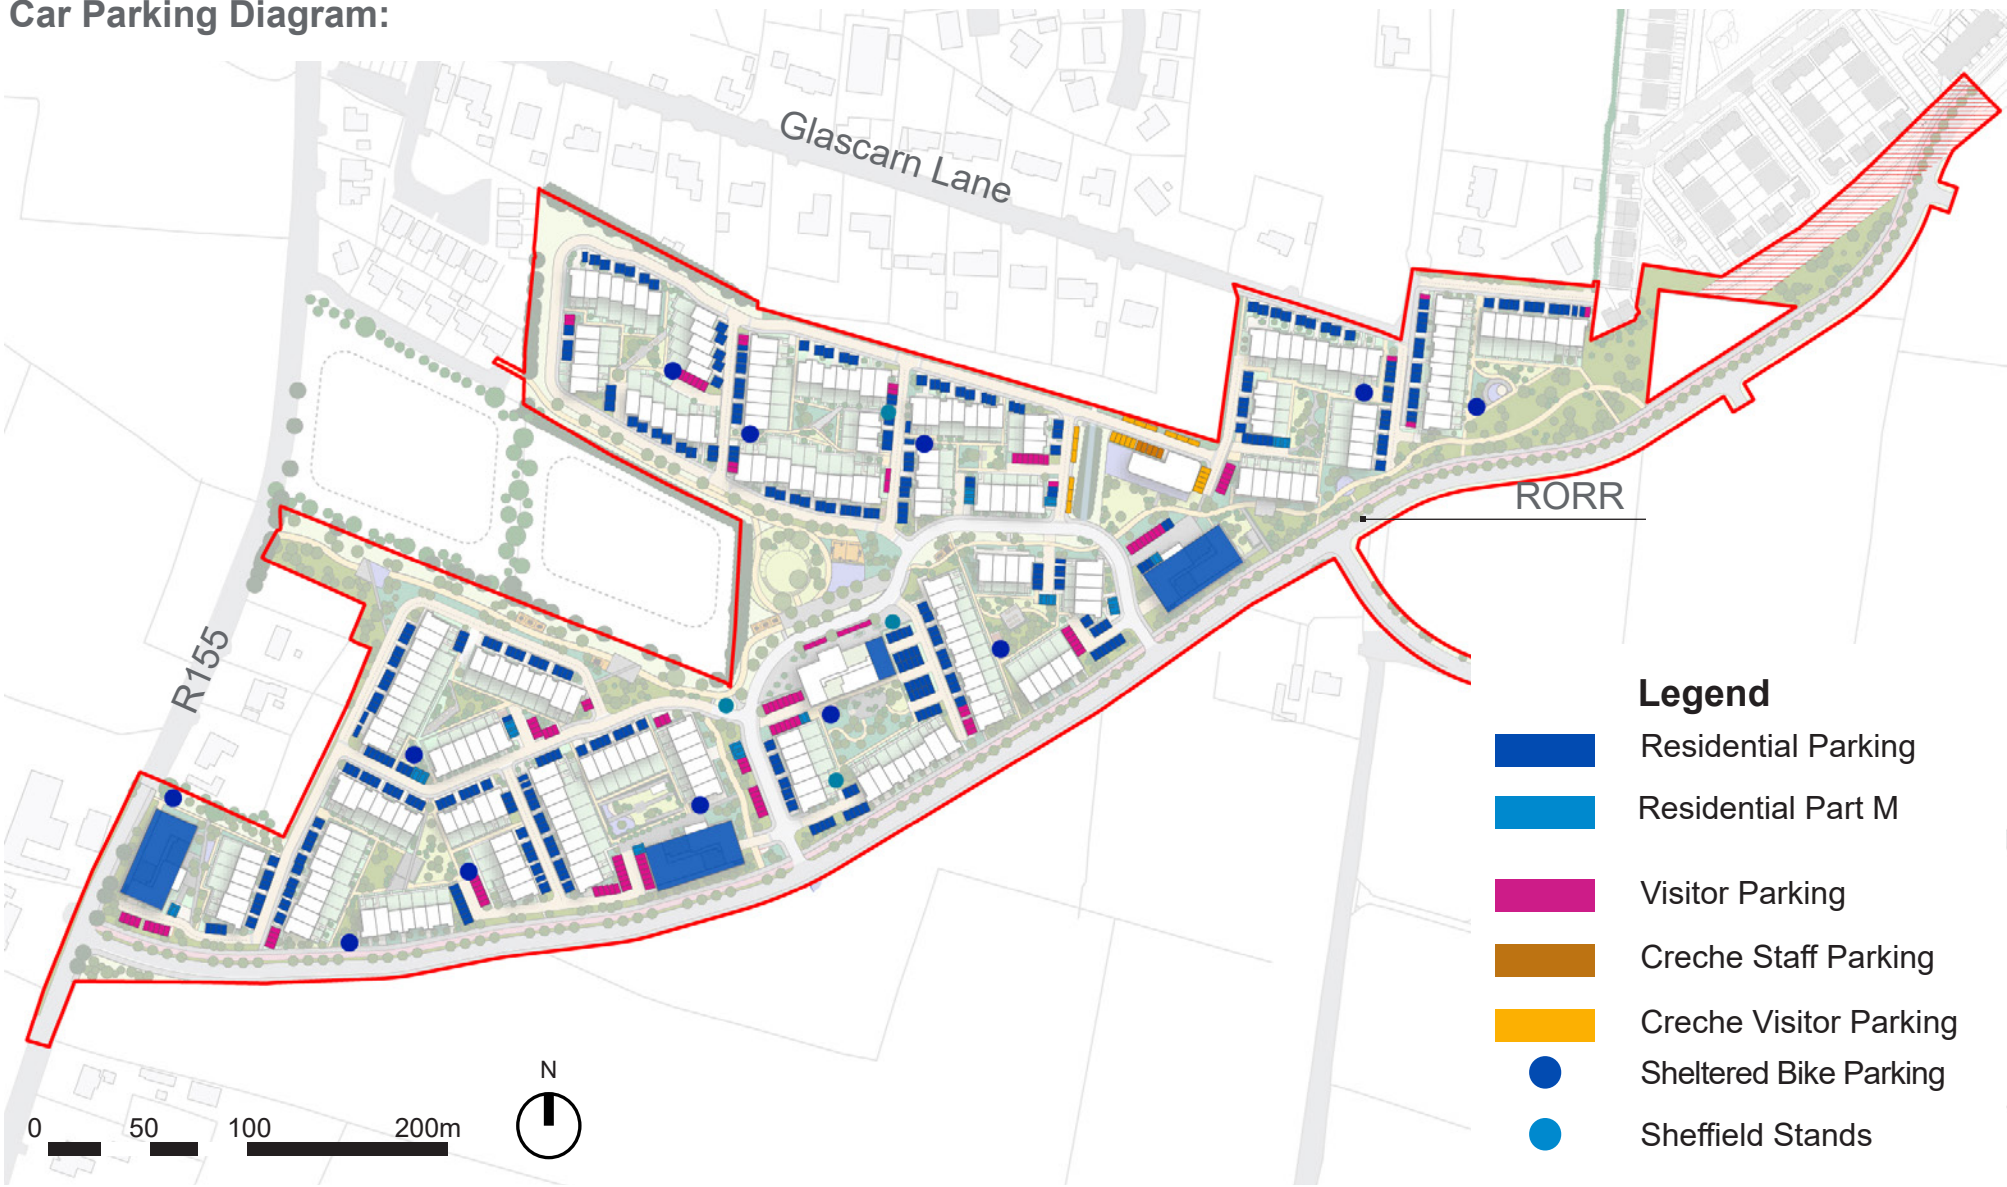 Car Parking Diagram:
Glascarn Lane
RORR
R155
Legend
Residential Parking
Residential Part M
Visitor Parking
Creche Staff Parking
Creche Visitor Parking
Sheltered Bike Parking
Sheffield Stands
N
0 50 100 200m